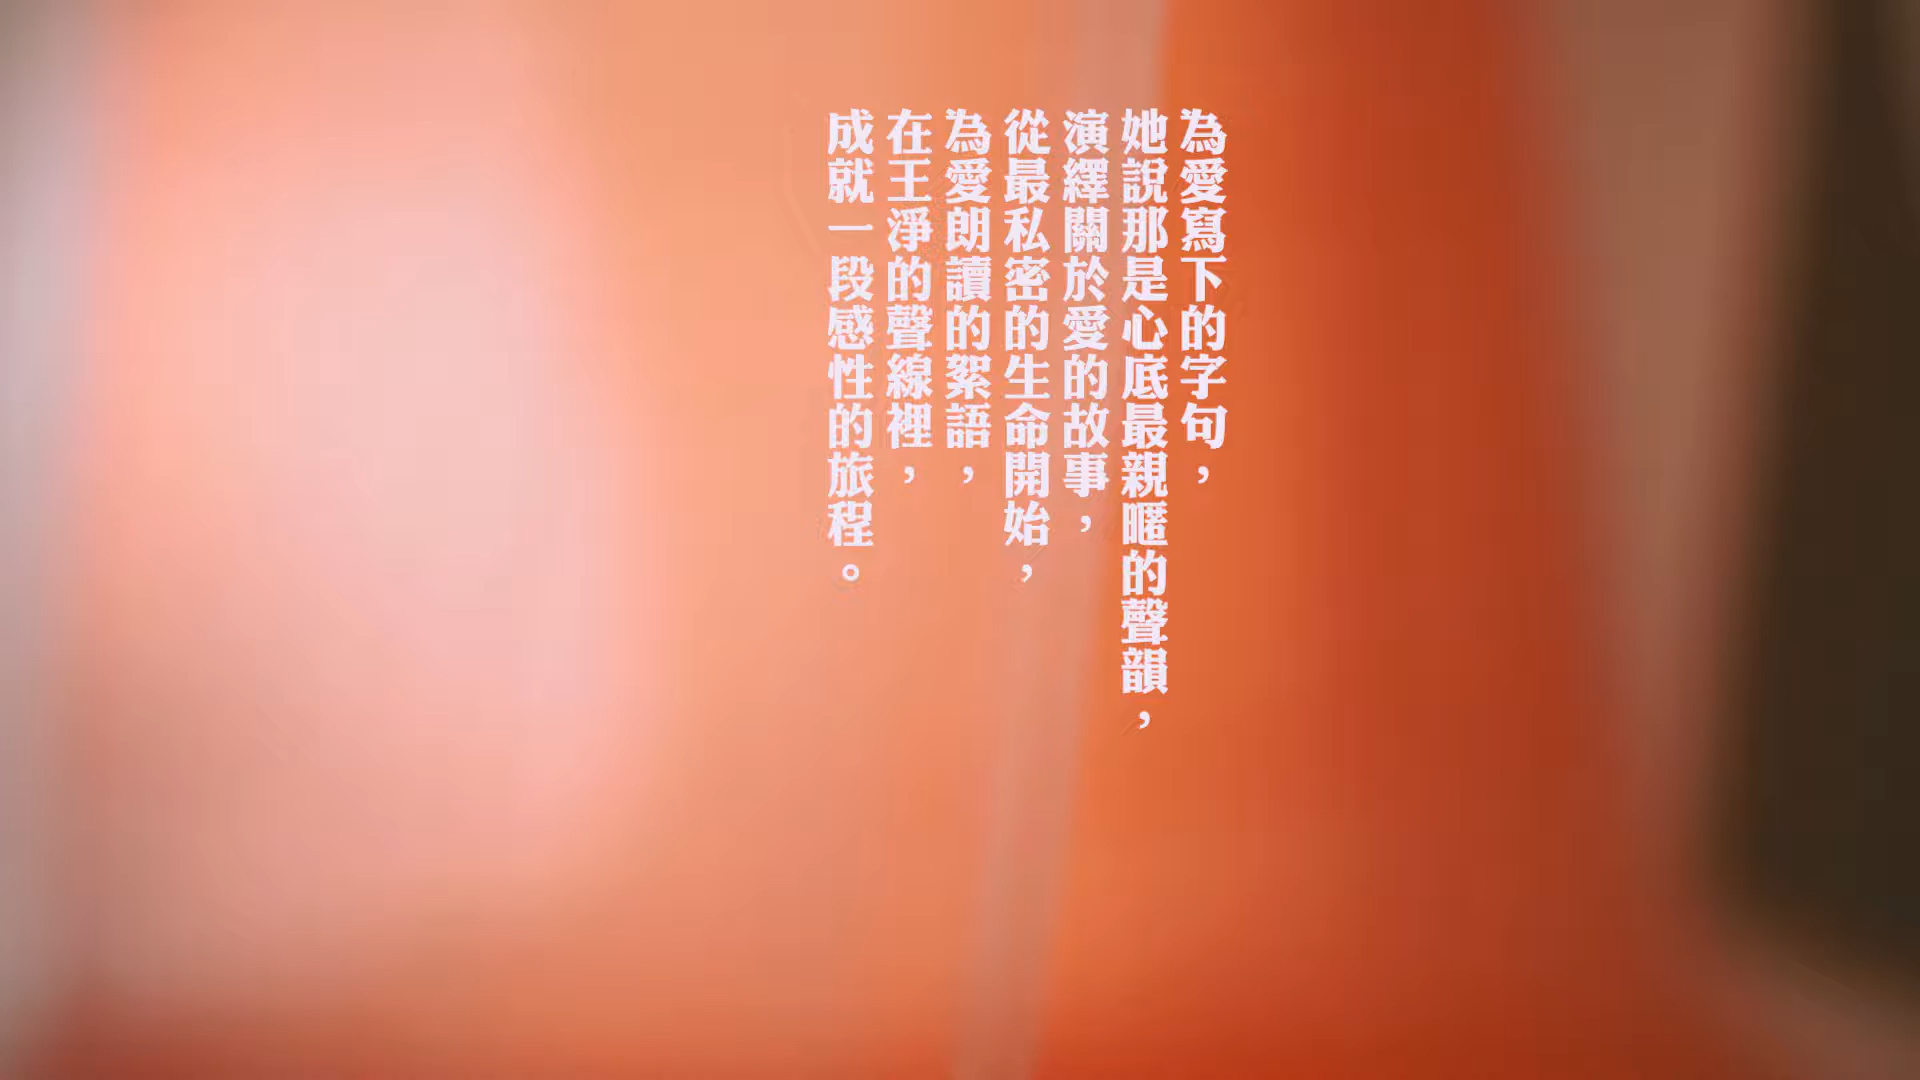 為愛寫下的字句，
她說那是心底最親暱的聲韻，
演繹關於愛的故事，
從最私密的生命開始，
為愛朗讀的絮語，
在王淨的聲線裡，
成就一段感性的旅程。